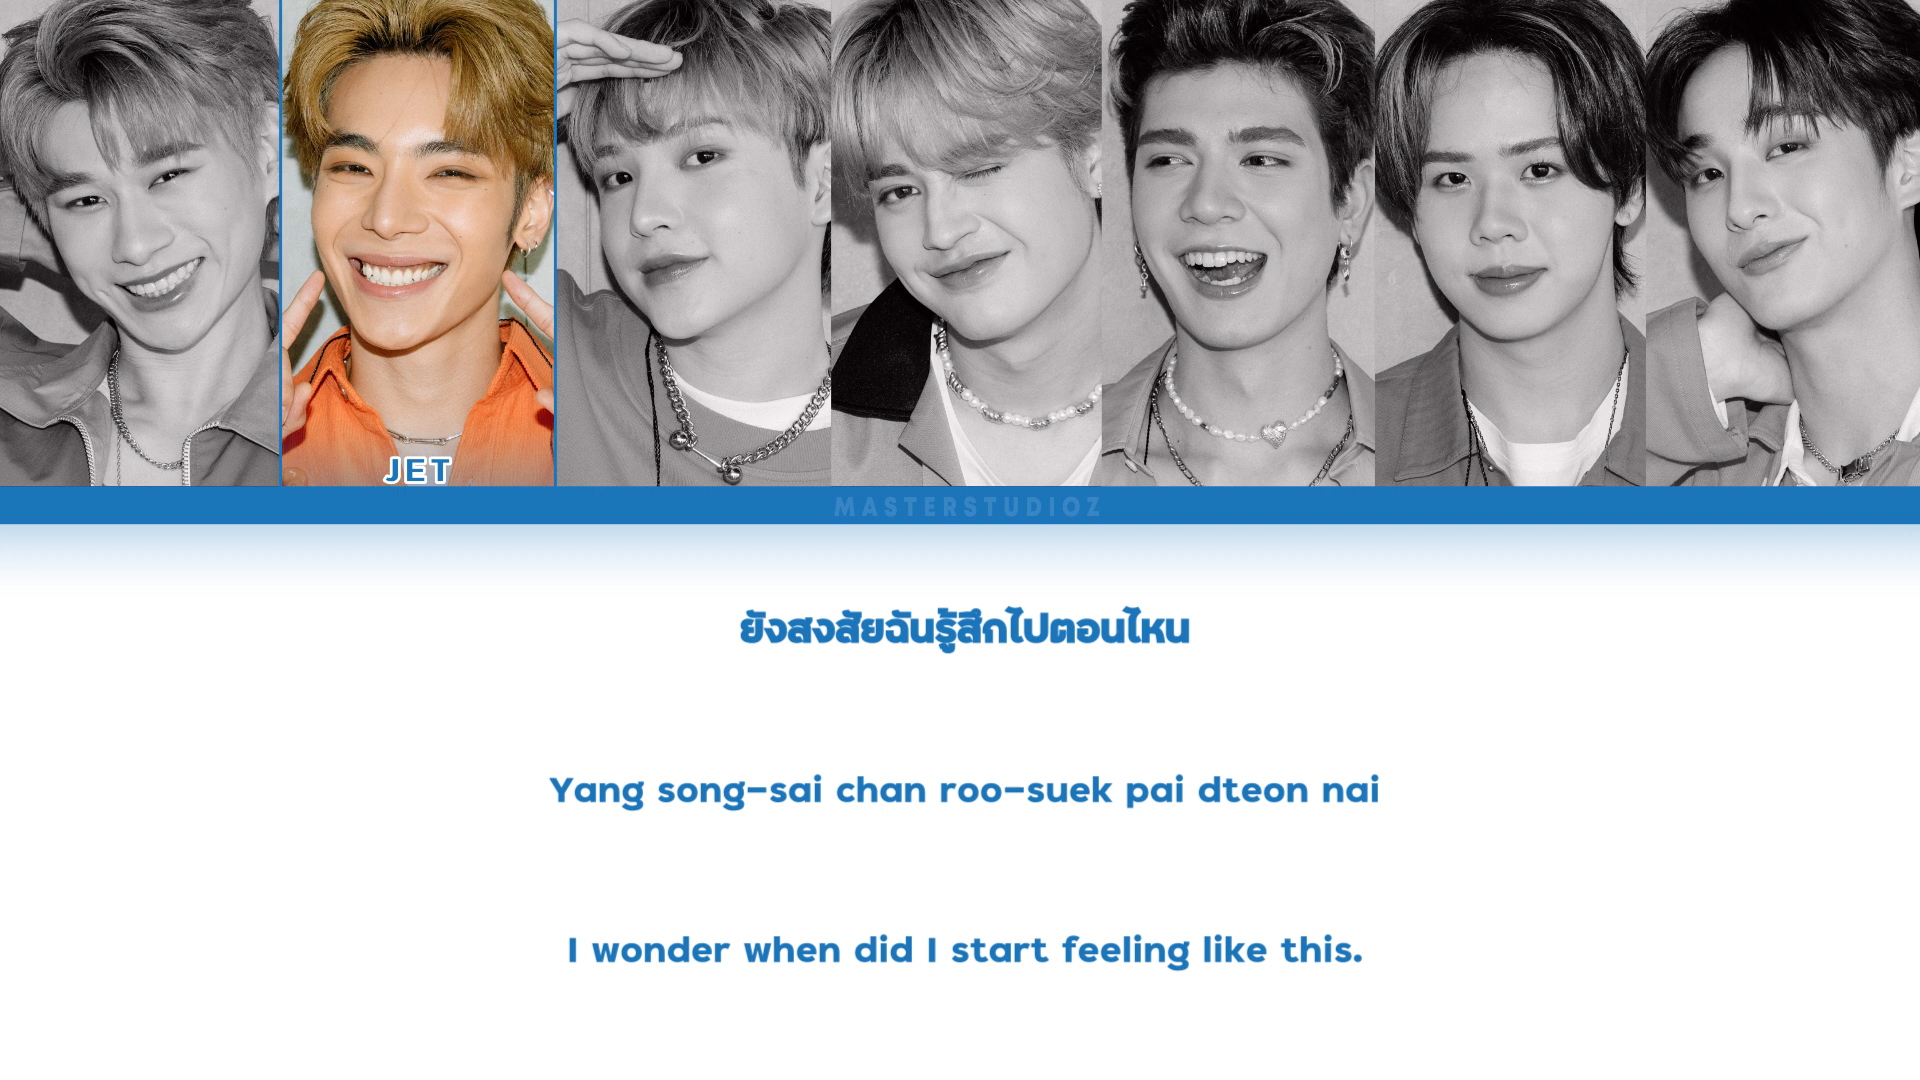 JET
MASTERSTUDIOZ
ยังสงสัยฉันรู้สึกไปตอนไหน
Yang song-sai chan roo-suek pai dteon nai
I wonder when did I start feeling like this.